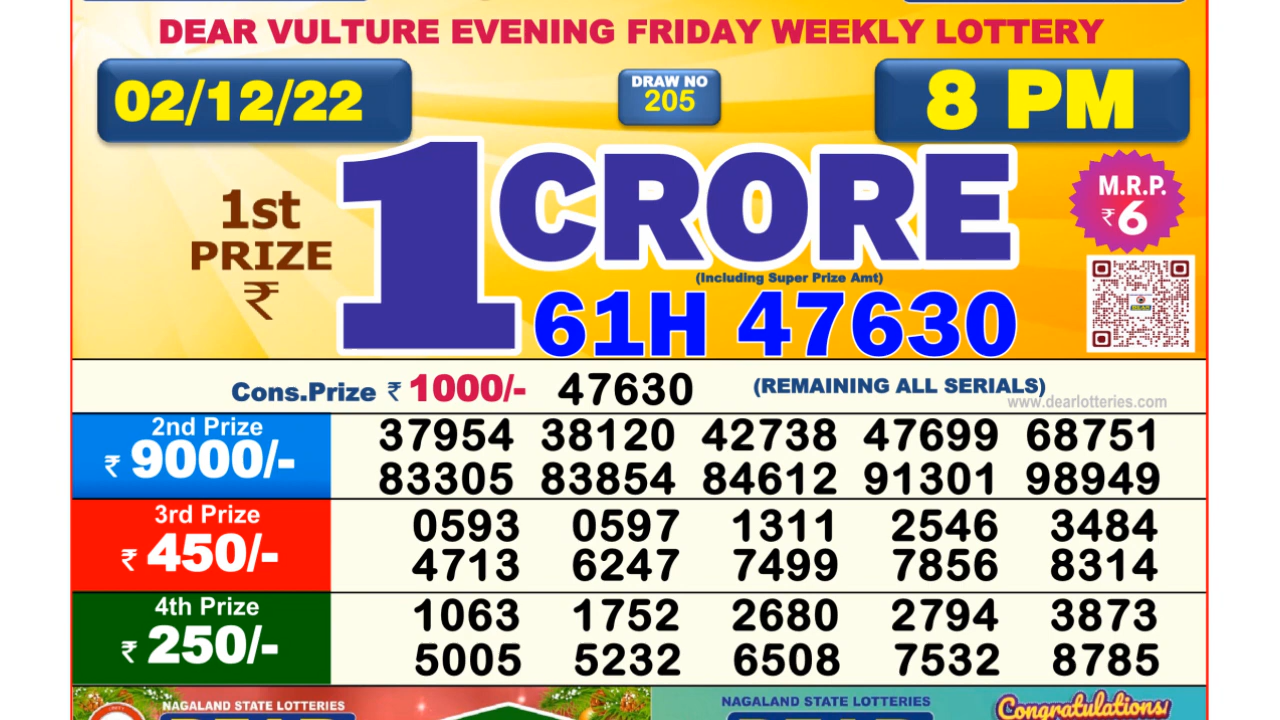 DEAR VULTURE EVENING FRIDAY WEEKLY LOTTERY
02/12/22
DRAW NO
205
8 PM
1st
PRIZE
₹
1 CRORE
(Including Super Prize Amt)
61H 47630
M.R.P.
₹6
Cons.Prize ₹ 1000/- 47630 (REMAINING ALL SERIALS)
www.dearlotteries.com
2nd Prize
₹ 9000/-
37954 38120 42738 47699 68751
83305 83854 84612 91301 98949
3rd Prize
₹ 450/-
0593 0597 1311 2546 3484
4713 6247 7499 7856 8314
4th Prize
₹ 250/-
1063 1752 2680 2794 3873
5005 5232 6508 7532 8785
NAGALAND STATE LOTTERIES
NAGALAND STATE LOTTERIES
Congratulations!